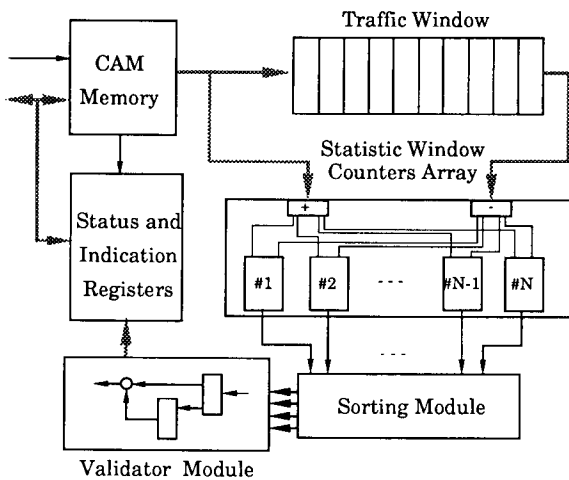 Traffic Window
CAM
Memory
Statistic Window
Counters Array
+
-
Status and
Indication
Registers
#1
#2
- - -
#N-1
#N
- - -
Sorting Module
Validator Module